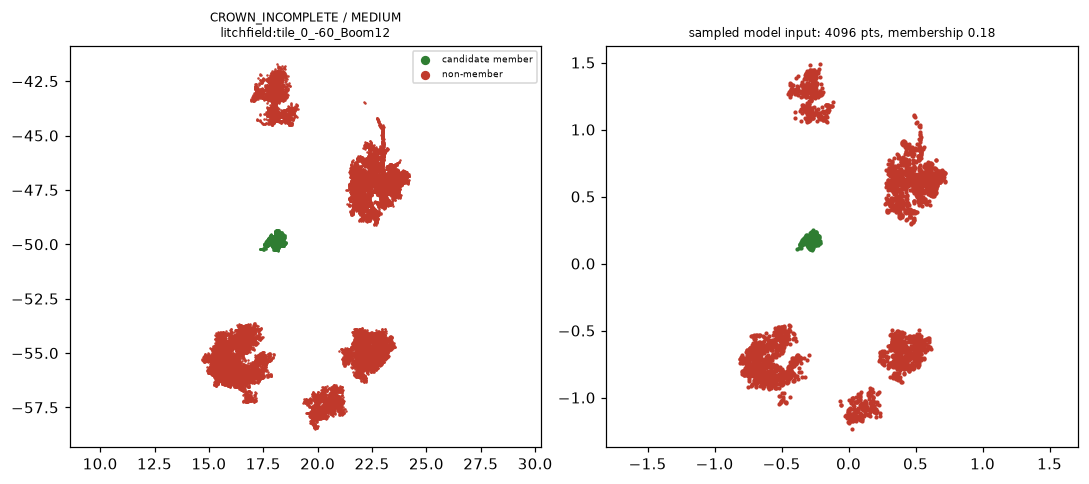 CROWN_INCOMPLETE / MEDIUM
litchfield:tile_0_-60_Boom12
candidate member
non-member
−42.5
−45.0
−47.5
−50.0
−52.5
−55.0
−57.5
10.0 12.5 15.0 17.5 20.0 22.5 25.0 27.5 30.0
sampled model input: 4096 pts, membership 0.18
1.5
1.0
0.5
0.0
−0.5
−1.0
−1.5 −1.0 −0.5 0.0 0.5 1.0 1.5